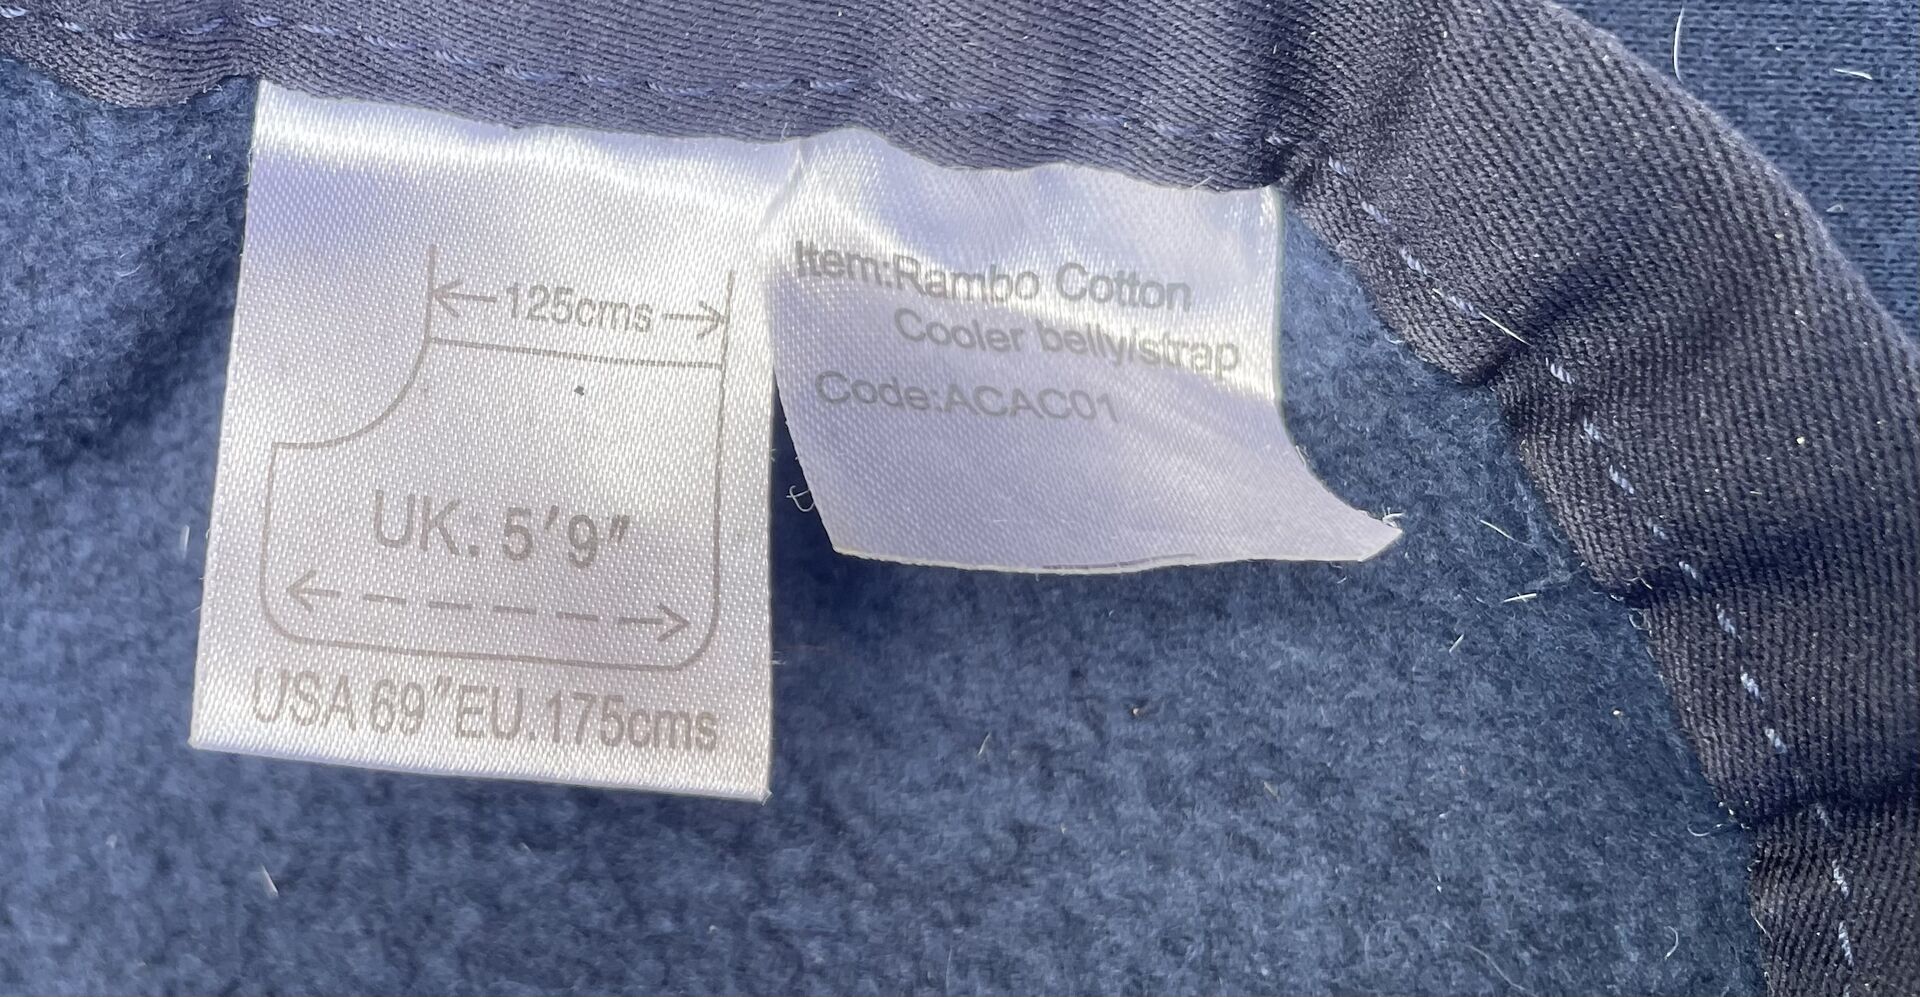 125cms
UK. 5'9"
USA 69" EU.175cms
Item:Rambo Cotton
Cooler belly/strap
Code:ACAC01